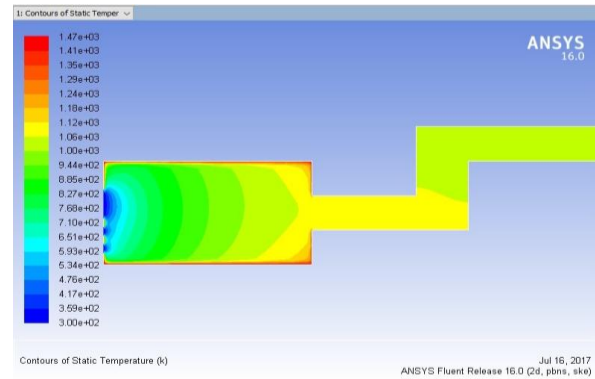 1: Contours of Static Temper
ANSYS
16.0
1.47e+03
1.41e+03
1.35e+03
1.29e+03
1.24e+03
1.18e+03
1.12e+03
1.06e+03
1.00e+03
9.44e+02
8.85e+02
8.27e+02
7.68e+02
7.10e+02
6.51e+02
5.93e+02
5.34e+02
4.76e+02
4.17e+02
3.59e+02
3.00e+02
Contours of Static Temperature (k)
Jul 16, 2017
ANSYS Fluent Release 16.0 (2d, pbns, ske)